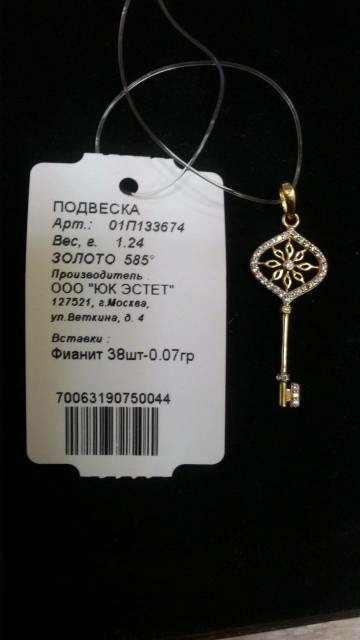 ПОДВЕСКА
Арт.: 01П133674
Вес, г. 1.24
ЗОЛОТО 585°
Производитель :
ООО "ЮК ЭСТЕТ"
127521, г.Москва,
ул.Веткина, д. 4
Вставки :
Фианит 38шт-0.07гр
70063190750044